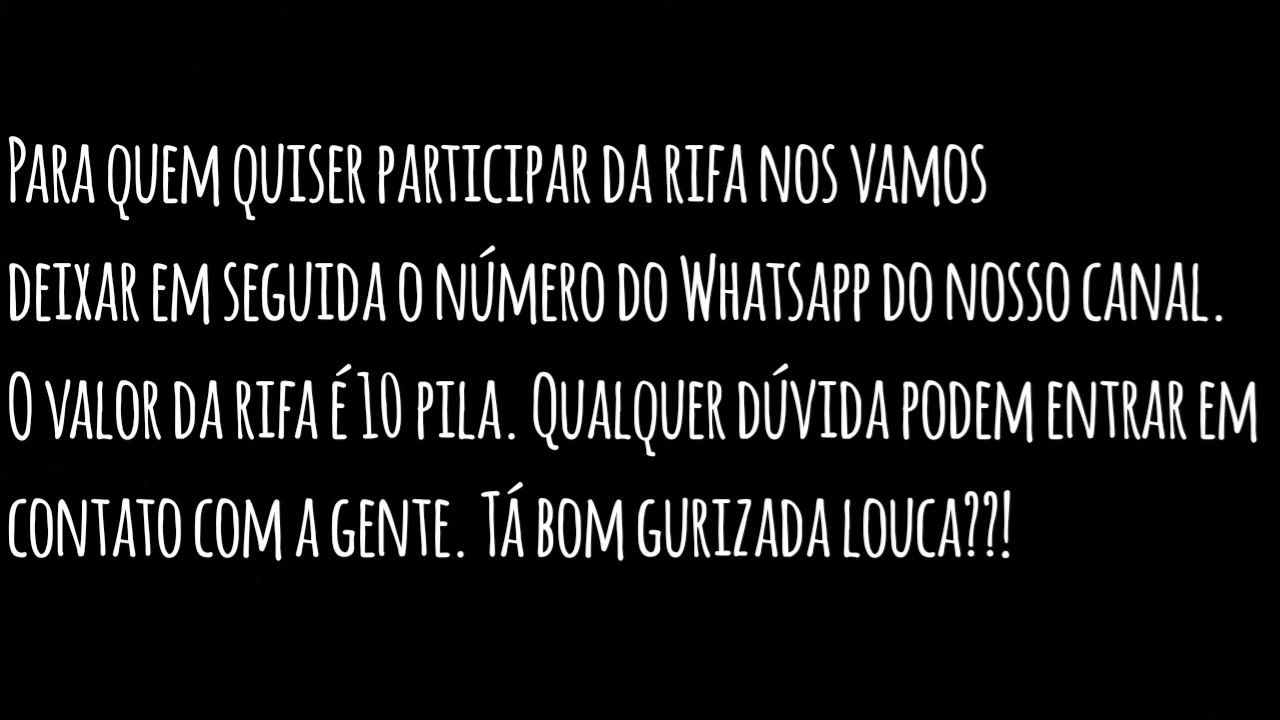 Para quem quiser participar da rifa nos vamos
deixar em seguida o número do Whatsapp do nosso canal.
O valor da rifa é 10 pila. Qualquer dúvida podem entrar em
contato com a gente. Tá bom gurizada louca??!